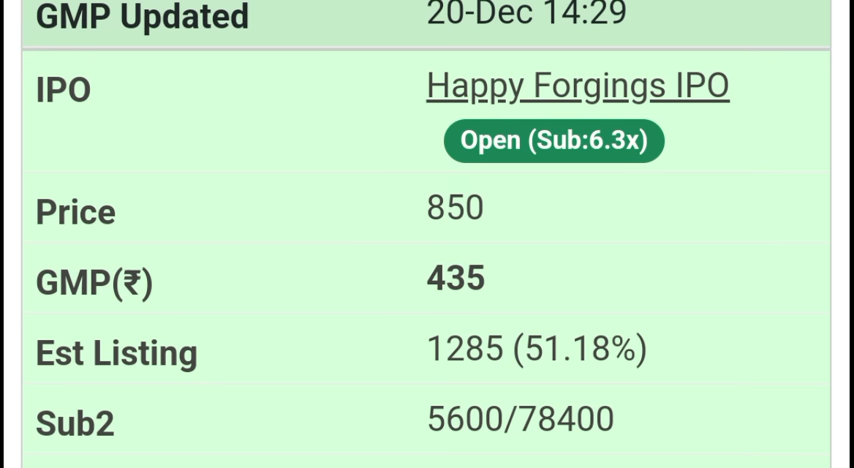 GMP Updated 20-Dec 14:29
IPO Happy Forgings IPO
Open (Sub:6.3x)
Price 850
GMP(₹) 435
Est Listing 1285 (51.18%)
Sub2 5600/78400